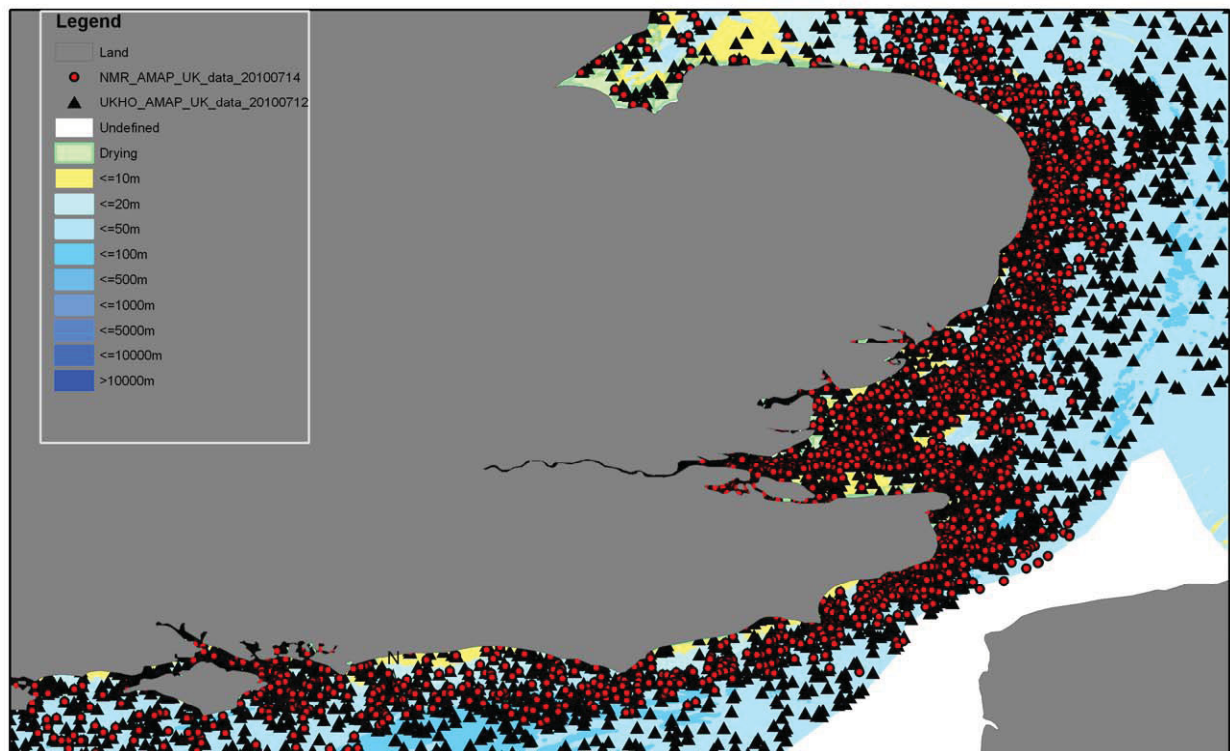 Legend
Land
NMR_AMAP_UK_data_20100714
UKHO_AMAP_UK_data_20100712
Undefined
Drying
<=10m
<=20m
<=50m
<=100m
<=500m
<=1000m
<=5000m
<=10000m
>10000m
N